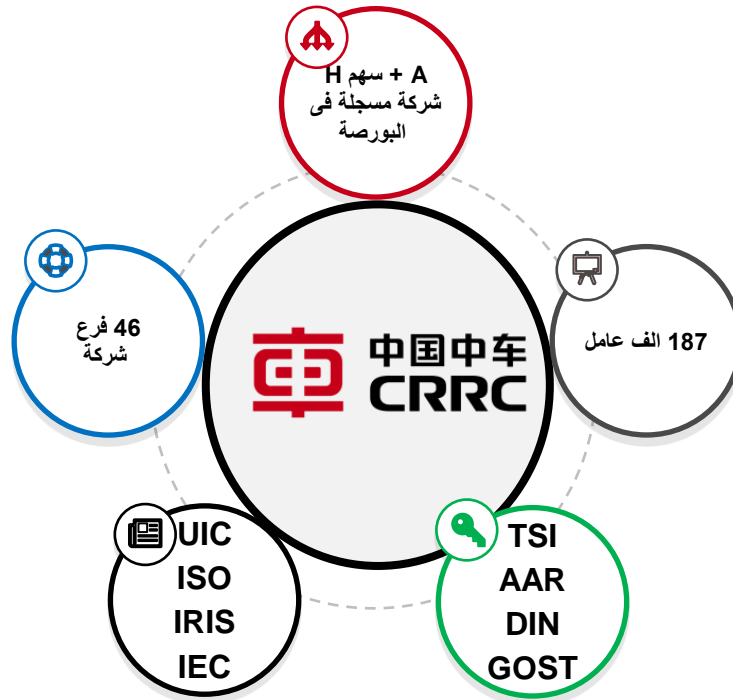 A + سهم H
شركة مسجلة فى
البورصة
46 فرع
شركة
中国中车
CRRC
187 الف عامل
UIC
ISO
IRIS
IEC
TSI
AAR
DIN
GOST